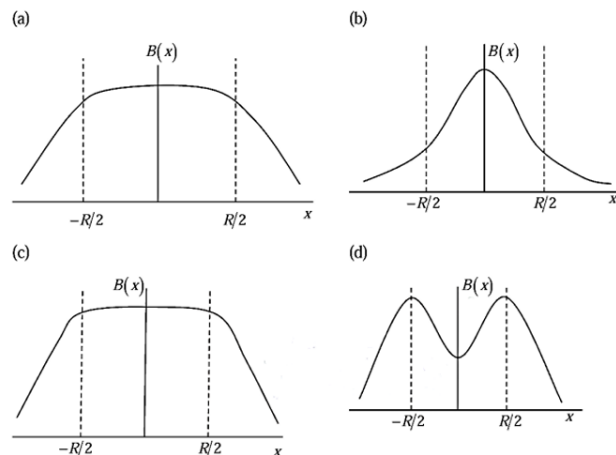 (a)
B(x)
-R/2
R/2
x
(b)
B(x)
-R/2
R/2
x
(c)
B(x)
-R/2
R/2
x
(d)
B(x)
-R/2
R/2
x